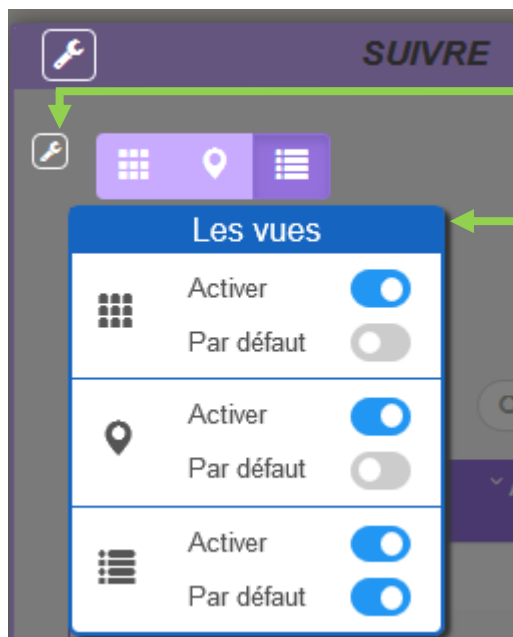 SUIVRE
Les vues
Activer
Par défaut
Activer
Par défaut
Activer
Par défaut